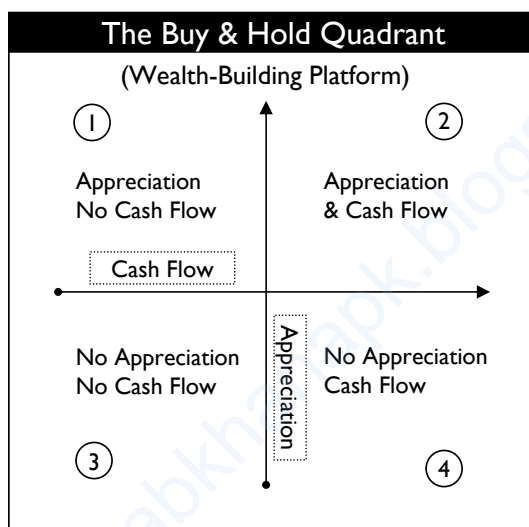 The Buy & Hold Quadrant
(Wealth-Building Platform)
1
2
Appreciation
No Cash Flow
Appreciation
& Cash Flow
Cash Flow
Appreciation
No Appreciation
No Cash Flow
No Appreciation
Cash Flow
3
4